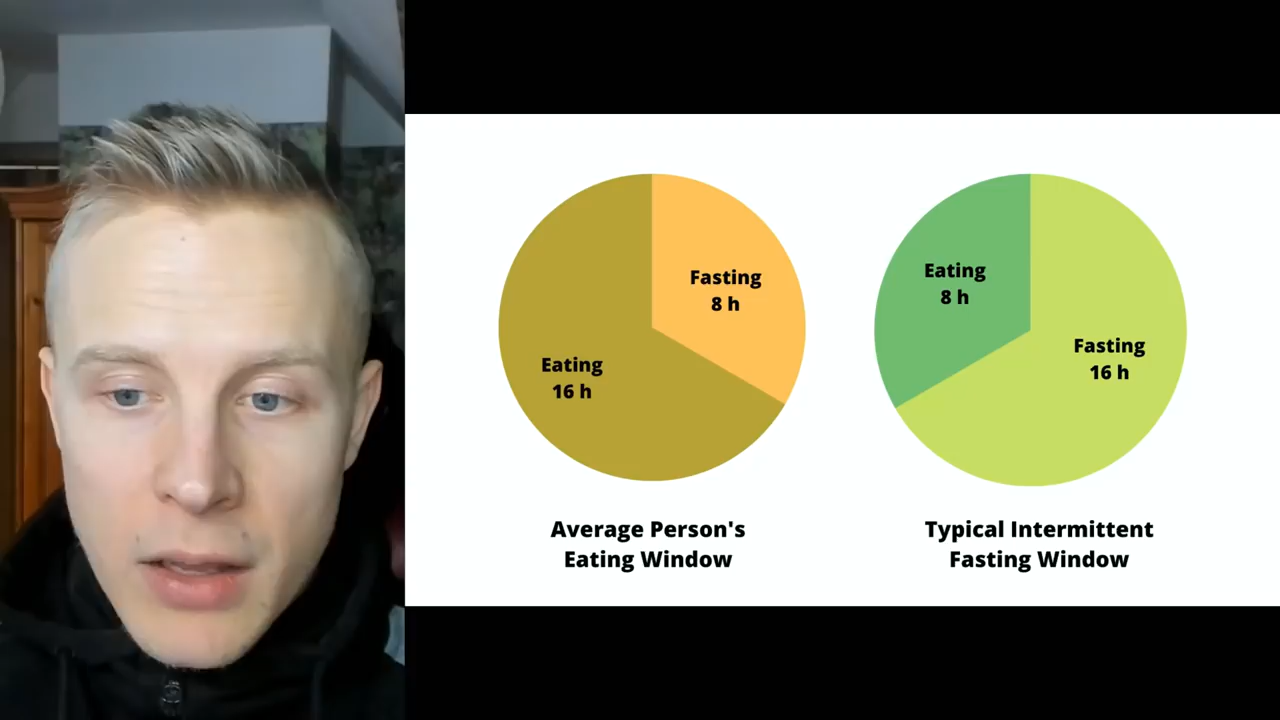 Fasting
8 h
Eating
16 h
Average Person's
Eating Window
Eating
8 h
Fasting
16 h
Typical Intermittent
Fasting Window